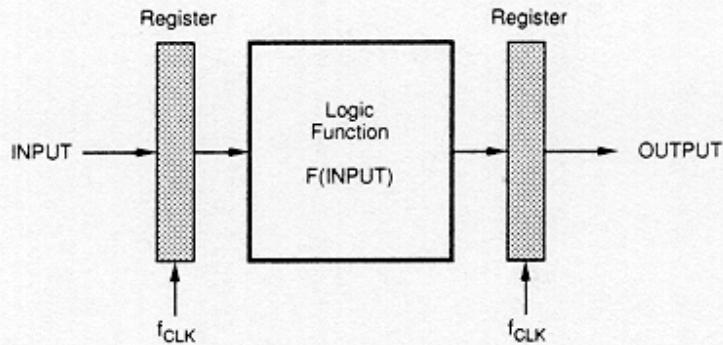 Register
Register
Logic
Function
F(INPUT)
INPUT
OUTPUT
fCLK
fCLK